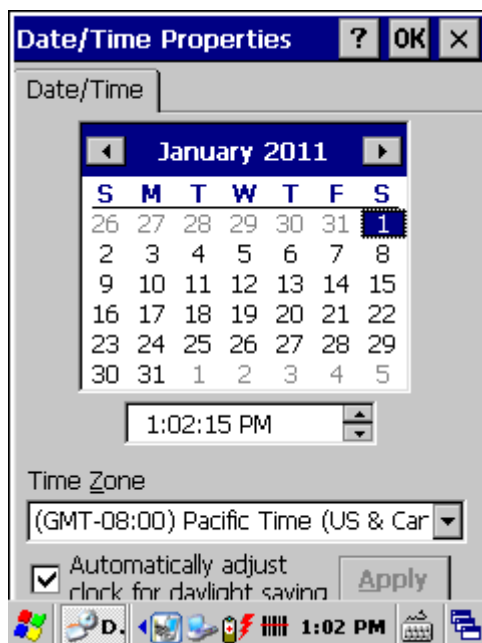 Date/Time Properties ? OK ×
Date/Time
January 2011
S M T W T F S
26 27 28 29 30 31 1
2 3 4 5 6 7 8
9 10 11 12 13 14 15
16 17 18 19 20 21 22
23 24 25 26 27 28 29
30 31 1 2 3 4 5
1:02:15 PM
Time Zone
(GMT-08:00) Pacific Time (US & Car
Automatically adjust
clock for daylight saving
Apply
D. 1:02 PM